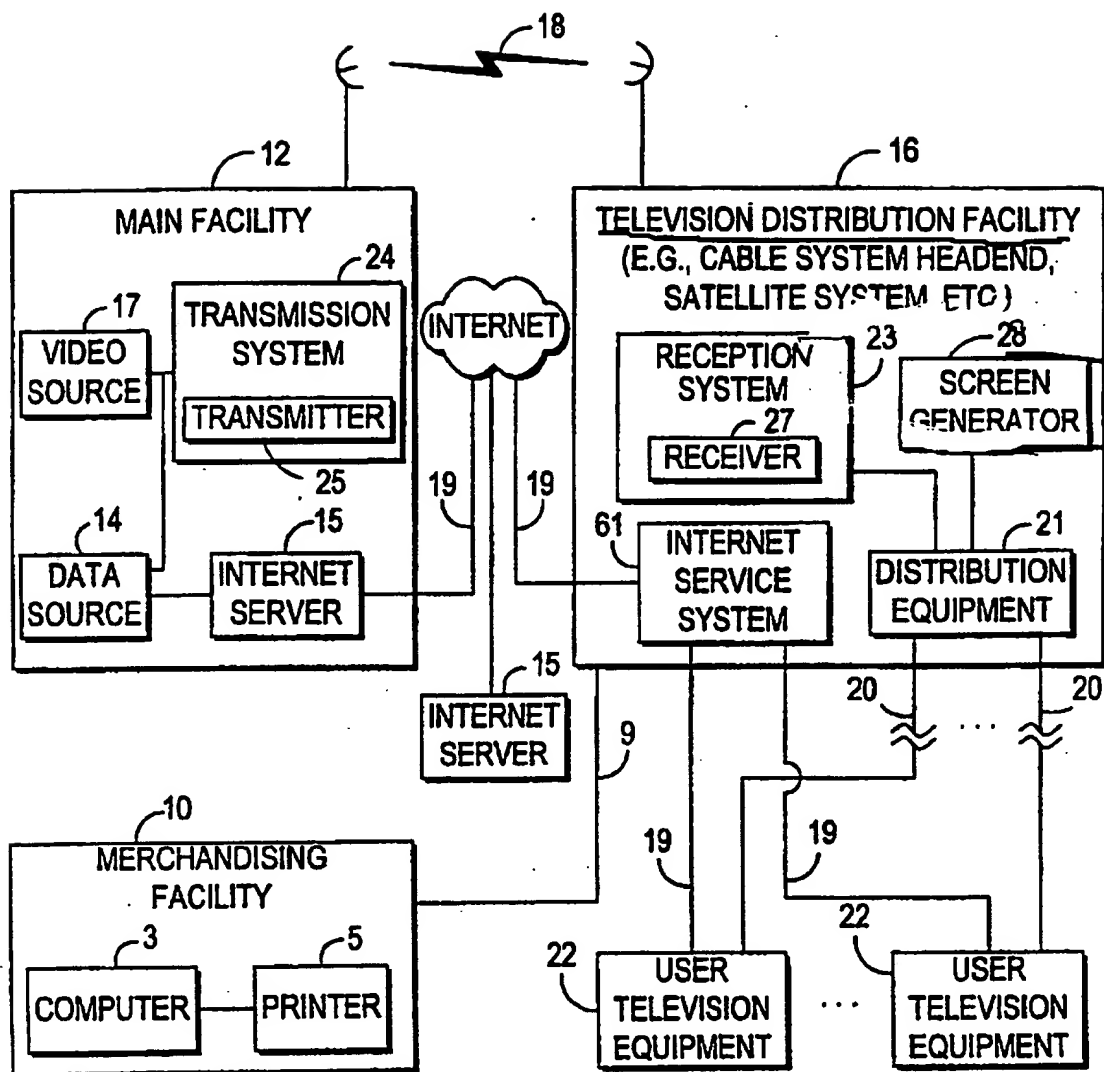 18
12
MAIN FACILITY
24
TRANSMISSION
SYSTEM
TRANSMITTER
25
17
VIDEO
SOURCE
14
DATA
SOURCE
15
INTERNET
SERVER
INTERNET
19
19
15
INTERNET
SERVER
16
TELEVISION DISTRIBUTION FACILITY
(E.G., CABLE SYSTEM HEADEND,
SATELLITE SYSTEM ETC)
RECEPTION
SYSTEM
23
27
RECEIVER
28
SCREEN
GENERATOR
61
INTERNET
SERVICE
SYSTEM
21
DISTRIBUTION
EQUIPMENT
20
...
20
9
10
MERCHANDISING
FACILITY
3
COMPUTER
5
PRINTER
19
19
22
USER
TELEVISION
EQUIPMENT
...
22
USER
TELEVISION
EQUIPMENT